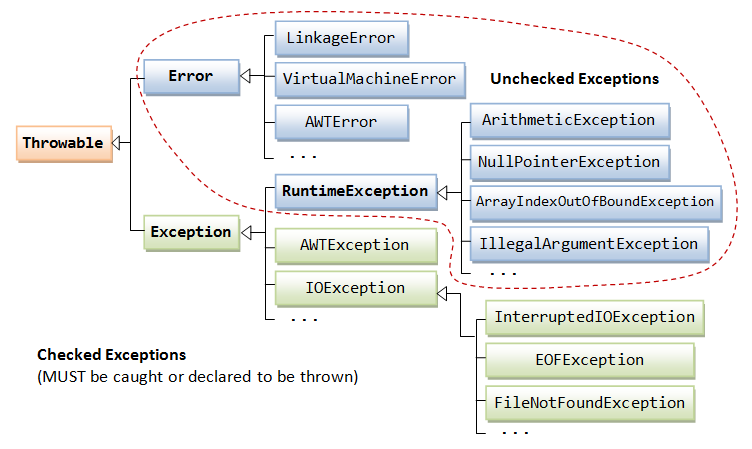 LinkageError
Error
VirtualMachineError
Unchecked Exceptions
AWTError
ArithmeticException
Throwable
...
NullPointerException
RuntimeException
ArrayIndexOutOfBoundException
Exception
AWTException
IllegalArgumentException
...
IOException
...
InterruptedIOException
Checked Exceptions
(MUST be caught or declared to be thrown)
EOFException
FileNotFoundException
...